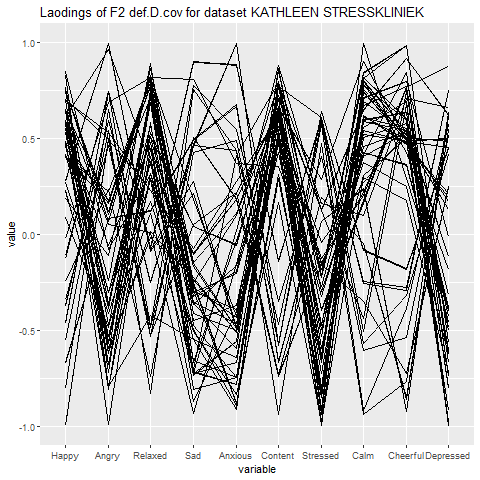 Laodings of F2 def.D.cov for dataset KATHLEEN STRESSKLINIEK
1.0
0.5
0.0
-0.5
-1.0
value
Happy Angry Relaxed Sad Anxious Content Stressed Calm Cheerful Depressed
variable